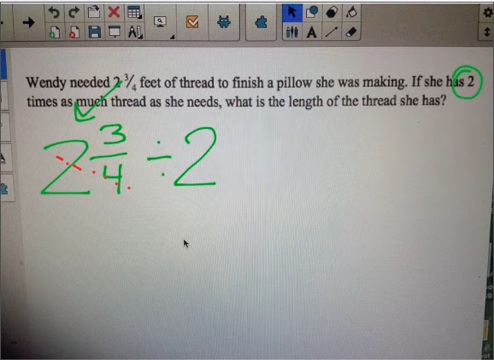 Wendy needed 2 3/4 feet of thread to finish a pillow she was making. If she has 2
times as much thread as she needs, what is the length of the thread she has?
2 3/4 ÷ 2